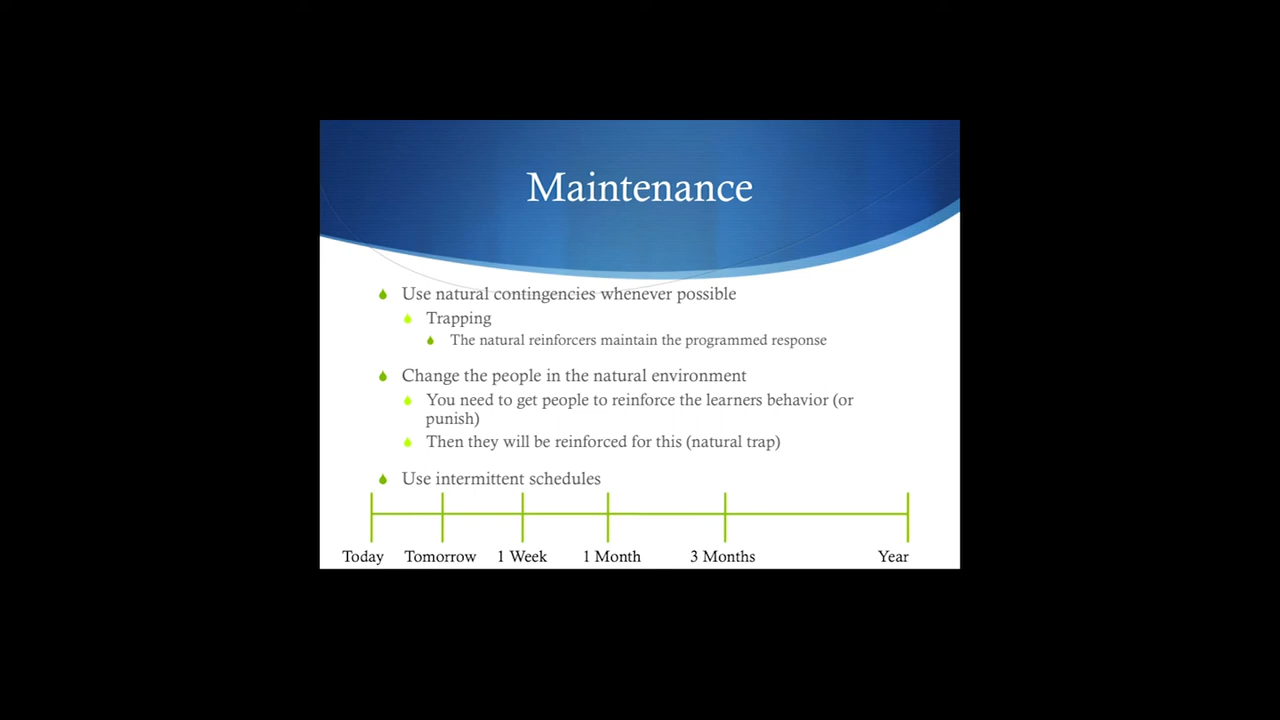 Maintenance
Use natural contingencies whenever possible
Trapping
The natural reinforcers maintain the programmed response
Change the people in the natural environment
You need to get people to reinforce the learners behavior (or
punish)
Then they will be reinforced for this (natural trap)
Use intermittent schedules
Today Tomorrow 1 Week 1 Month 3 Months Year